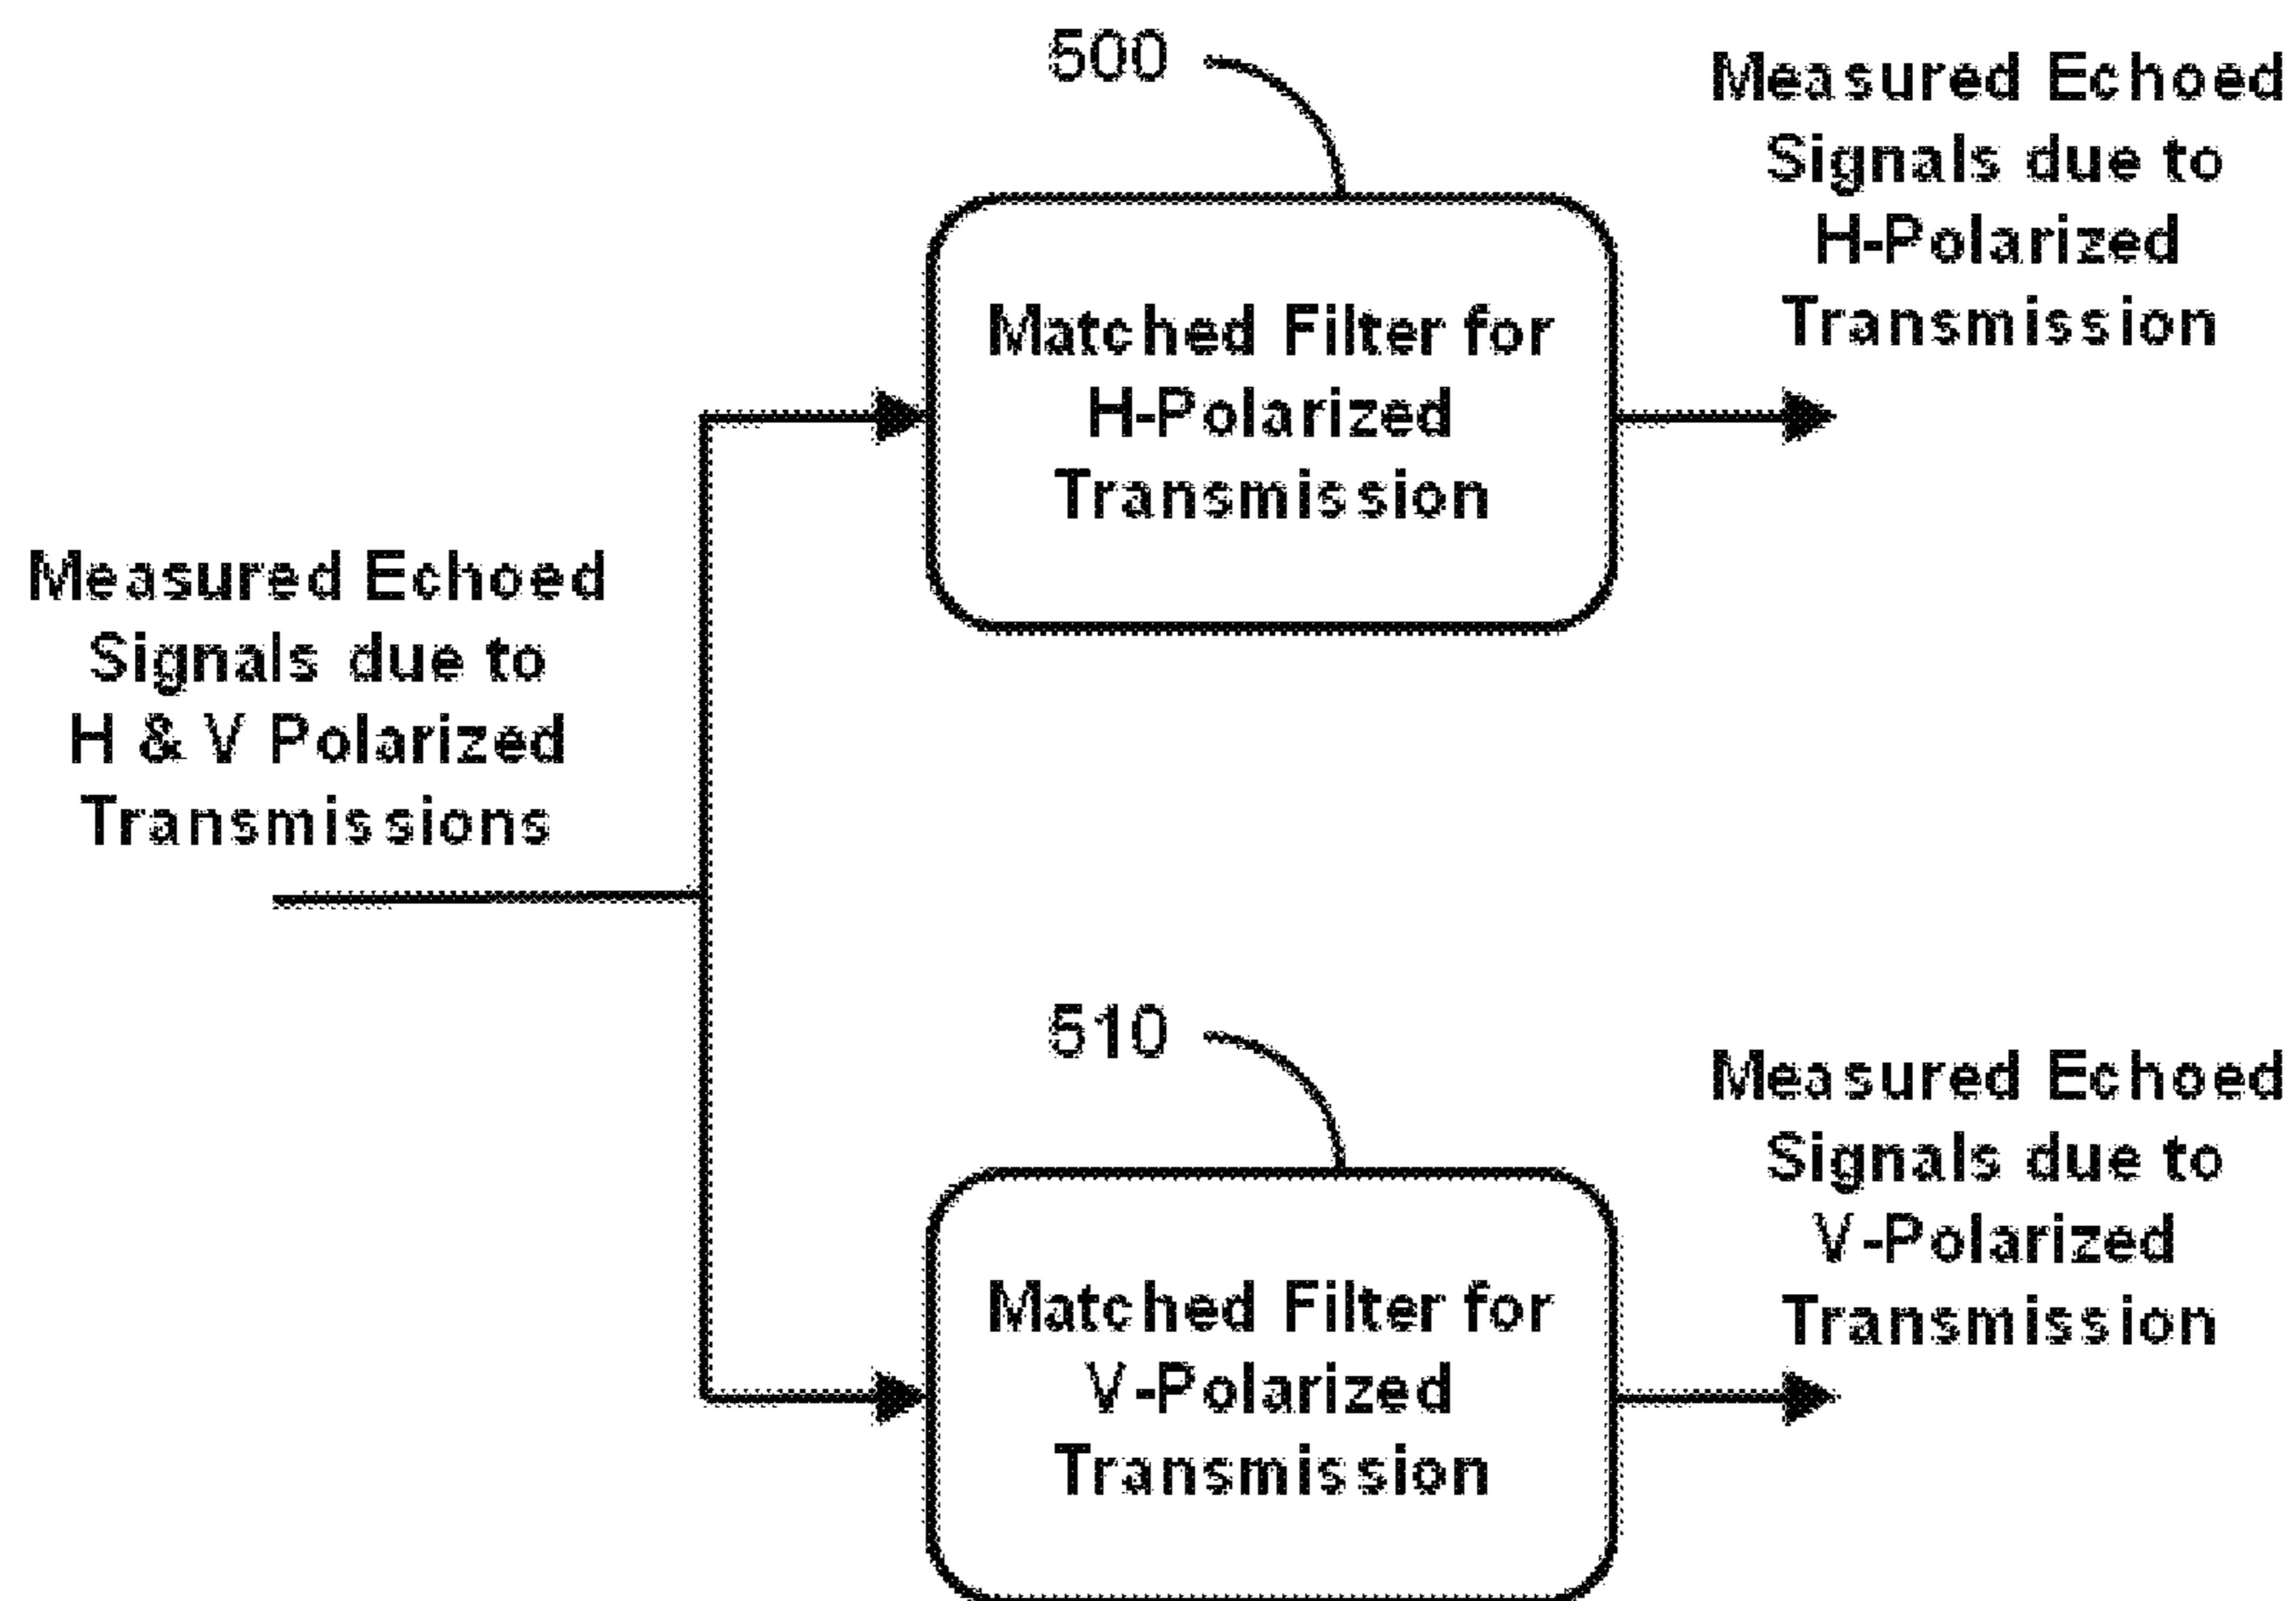 500
Measured Echoed
Signals due to
H-Polarized
Transmission
Matched Filter for
H-Polarized
Transmission
Measured Echoed
Signals due to
H & V Polarized
Transmissions
510
Measured Echoed
Signals due to
V-Polarized
Transmission
Matched Filter for
V-Polarized
Transmission